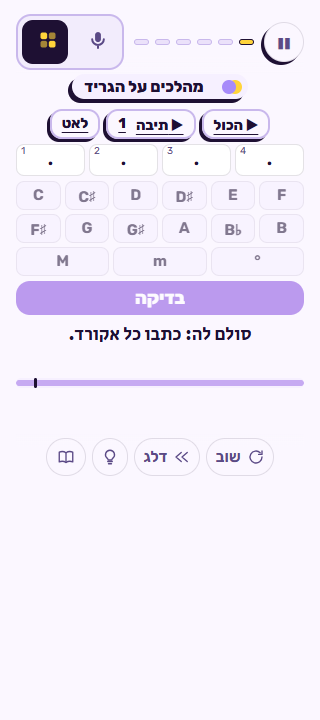 מהלכים על הגריד
▶ הכול ▶ תיבה 1 לאט
1 . 2 . 3 . 4 .
C C♯ D D♯ E F
F♯ G G♯ A B♭ B
M m °
בדיקה
סולם לה: כתבו כל אקורד.
שוב דלג